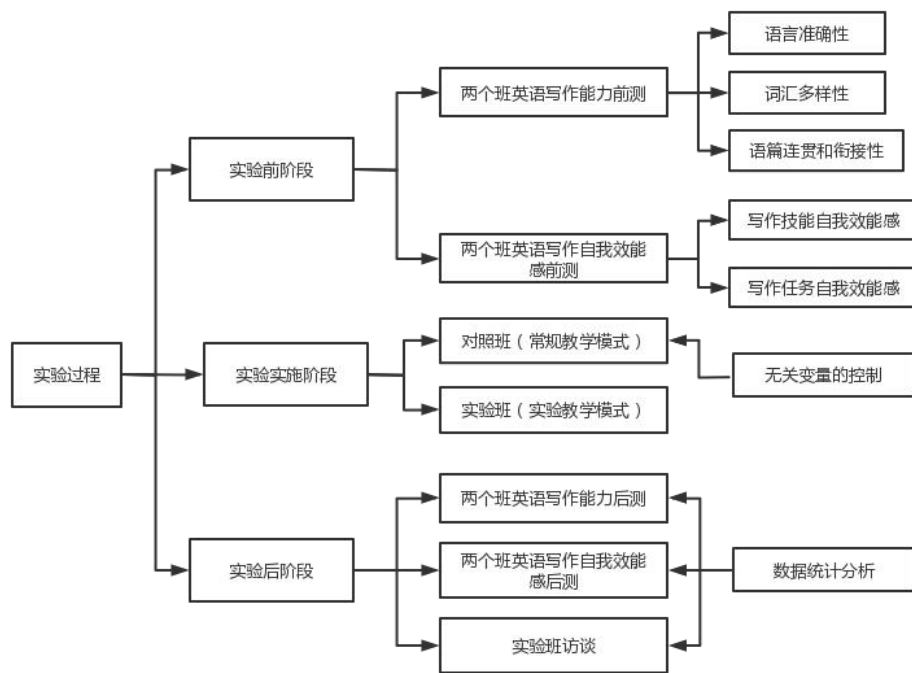 语言准确性
两个班英语写作能力前测
词汇多样性
实验前阶段
语篇连贯和衔接性
写作技能自我效能感
两个班英语写作自我效能
感前测
写作任务自我效能感
对照班（常规教学模式）
实验过程
实验实施阶段
无关变量的控制
实验班（实验教学模式）
两个班英语写作能力后测
实验后阶段
两个班英语写作自我效能
感后测
数据统计分析
实验班访谈